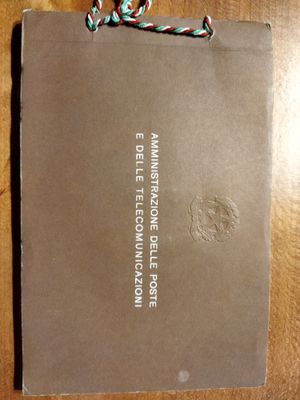 AMMINISTRAZIONE DELLE POSTE
E DELLE TELECOMUNICAZIONI